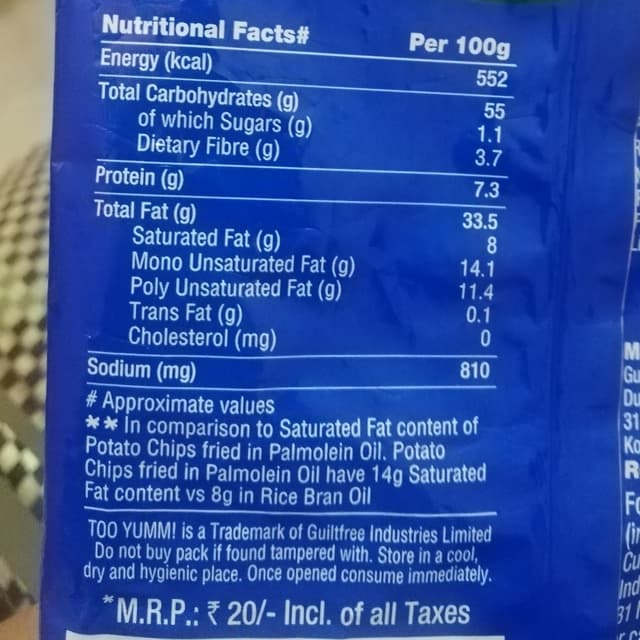 Nutritional Facts# Per 100g
Energy (kcal) 552
Total Carbohydrates (g) 55
of which Sugars (g) 1.1
Dietary Fibre (g) 3.7
Protein (g) 7.3
Total Fat (g) 33.5
Saturated Fat (g) 8
Mono Unsaturated Fat (g) 14.1
Poly Unsaturated Fat (g) 11.4
Trans Fat (g) 0.1
Cholesterol (mg) 0
Sodium (mg) 810
# Approximate values
** In comparison to Saturated Fat content of
Potato Chips fried in Palmolein Oil. Potato
Chips fried in Palmolein Oil have 14g Saturated
Fat content vs 8g in Rice Bran Oil
TOO YUMM! is a Trademark of Guiltfree Industries Limited
Do not buy pack if found tampered with. Store in a cool,
dry and hygienic place. Once opened consume immediately.
*M.R.P.: ₹ 20/- Incl. of all Taxes